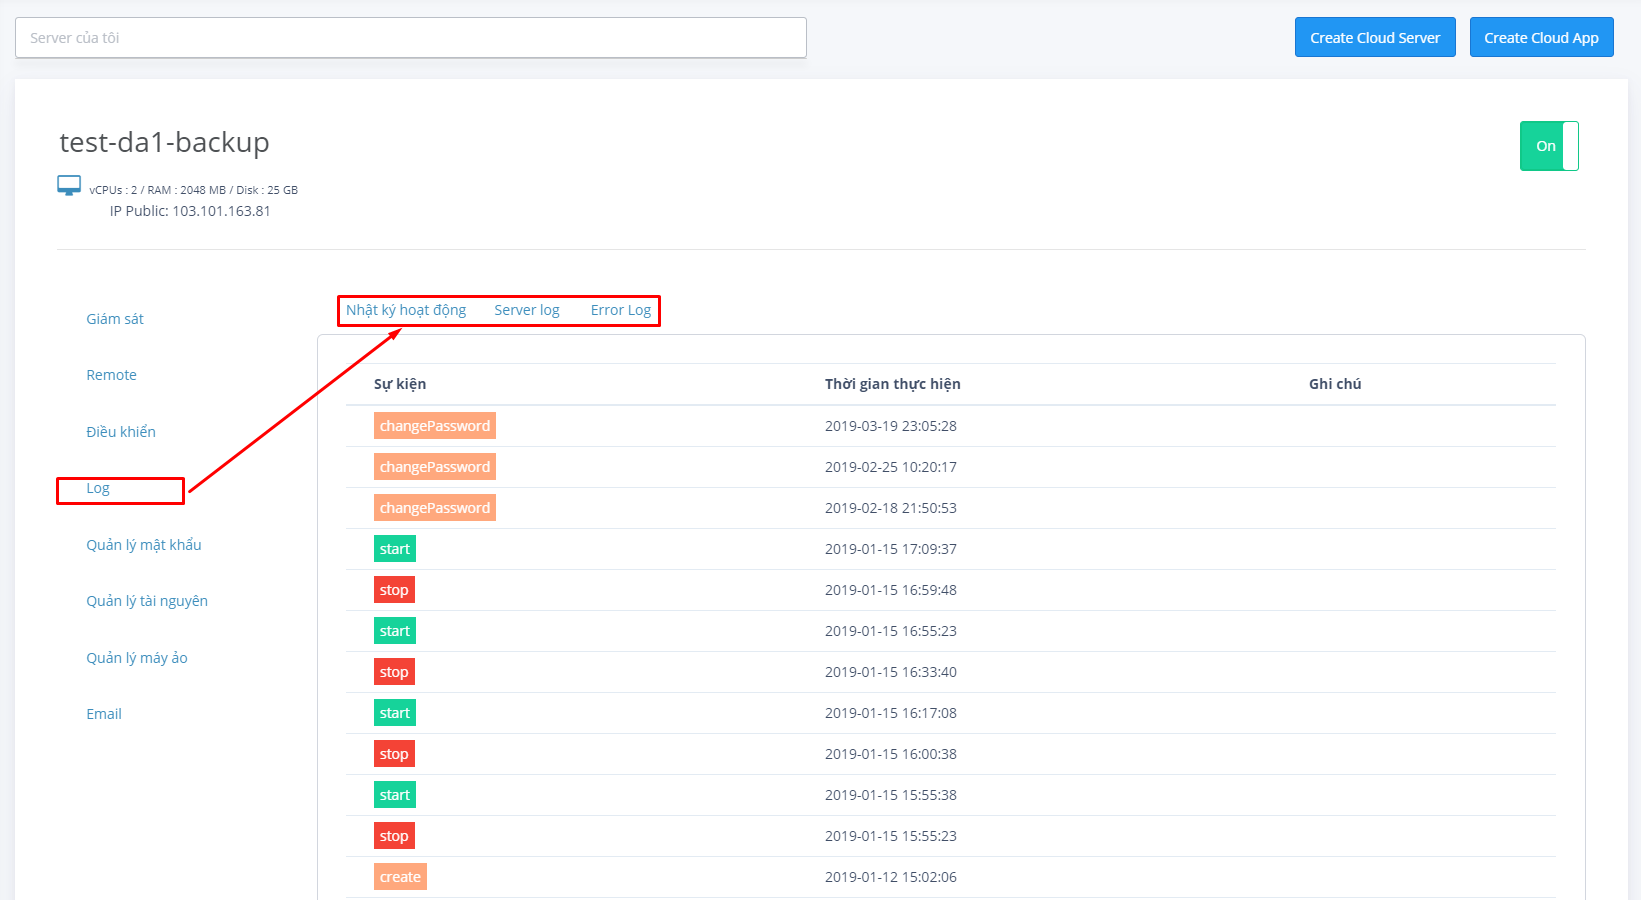 Server của tôi
Create Cloud Server
Create Cloud App
test-da1-backup
On
vCPUs : 2 / RAM : 2048 MB / Disk : 25 GB
IP Public: 103.101.163.81
Giám sát
Remote
Điều khiển
Log
Quản lý mật khẩu
Quản lý tài nguyên
Quản lý máy ảo
Email
Nhật ký hoạt động Server log Error Log
Sự kiện Thời gian thực hiện Ghi chú
changePassword 2019-03-19 23:05:28
changePassword 2019-02-25 10:20:17
changePassword 2019-02-18 21:50:53
start 2019-01-15 17:09:37
stop 2019-01-15 16:59:48
start 2019-01-15 16:55:23
stop 2019-01-15 16:33:40
start 2019-01-15 16:17:08
stop 2019-01-15 16:00:38
start 2019-01-15 15:55:38
stop 2019-01-15 15:55:23
create 2019-01-12 15:02:06